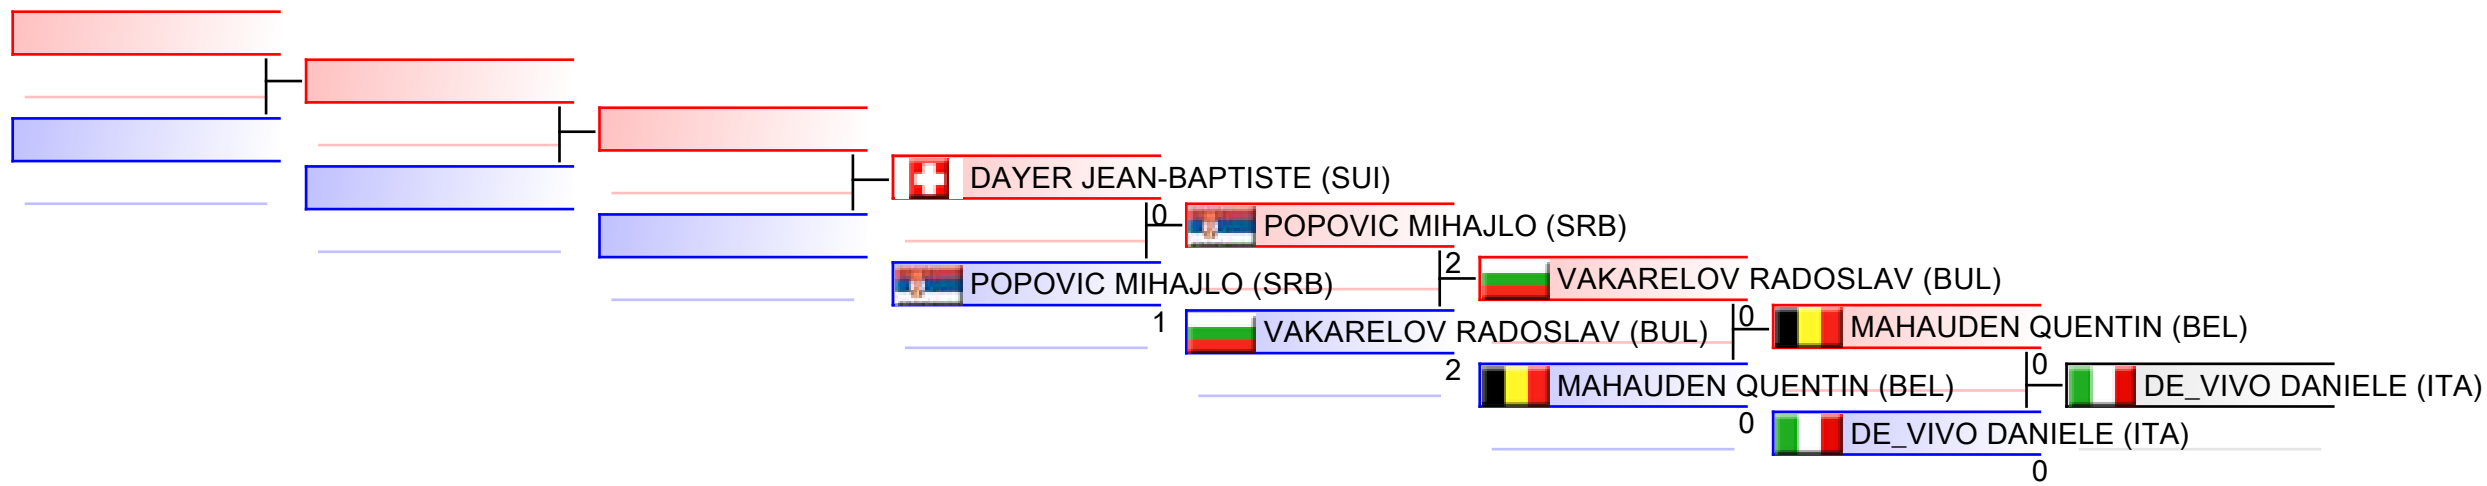 DAYER JEAN-BAPTISTE (SUI)
0
POPOVIC MIHAJLO (SRB)
POPOVIC MIHAJLO (SRB)
1
2
VAKARELOV RADOSLAV (BUL)
VAKARELOV RADOSLAV (BUL)
2
0
MAHAUDEN QUENTIN (BEL)
MAHAUDEN QUENTIN (BEL)
0
0
DE_VIVO DANIELE (ITA)
DE_VIVO DANIELE (ITA)
0